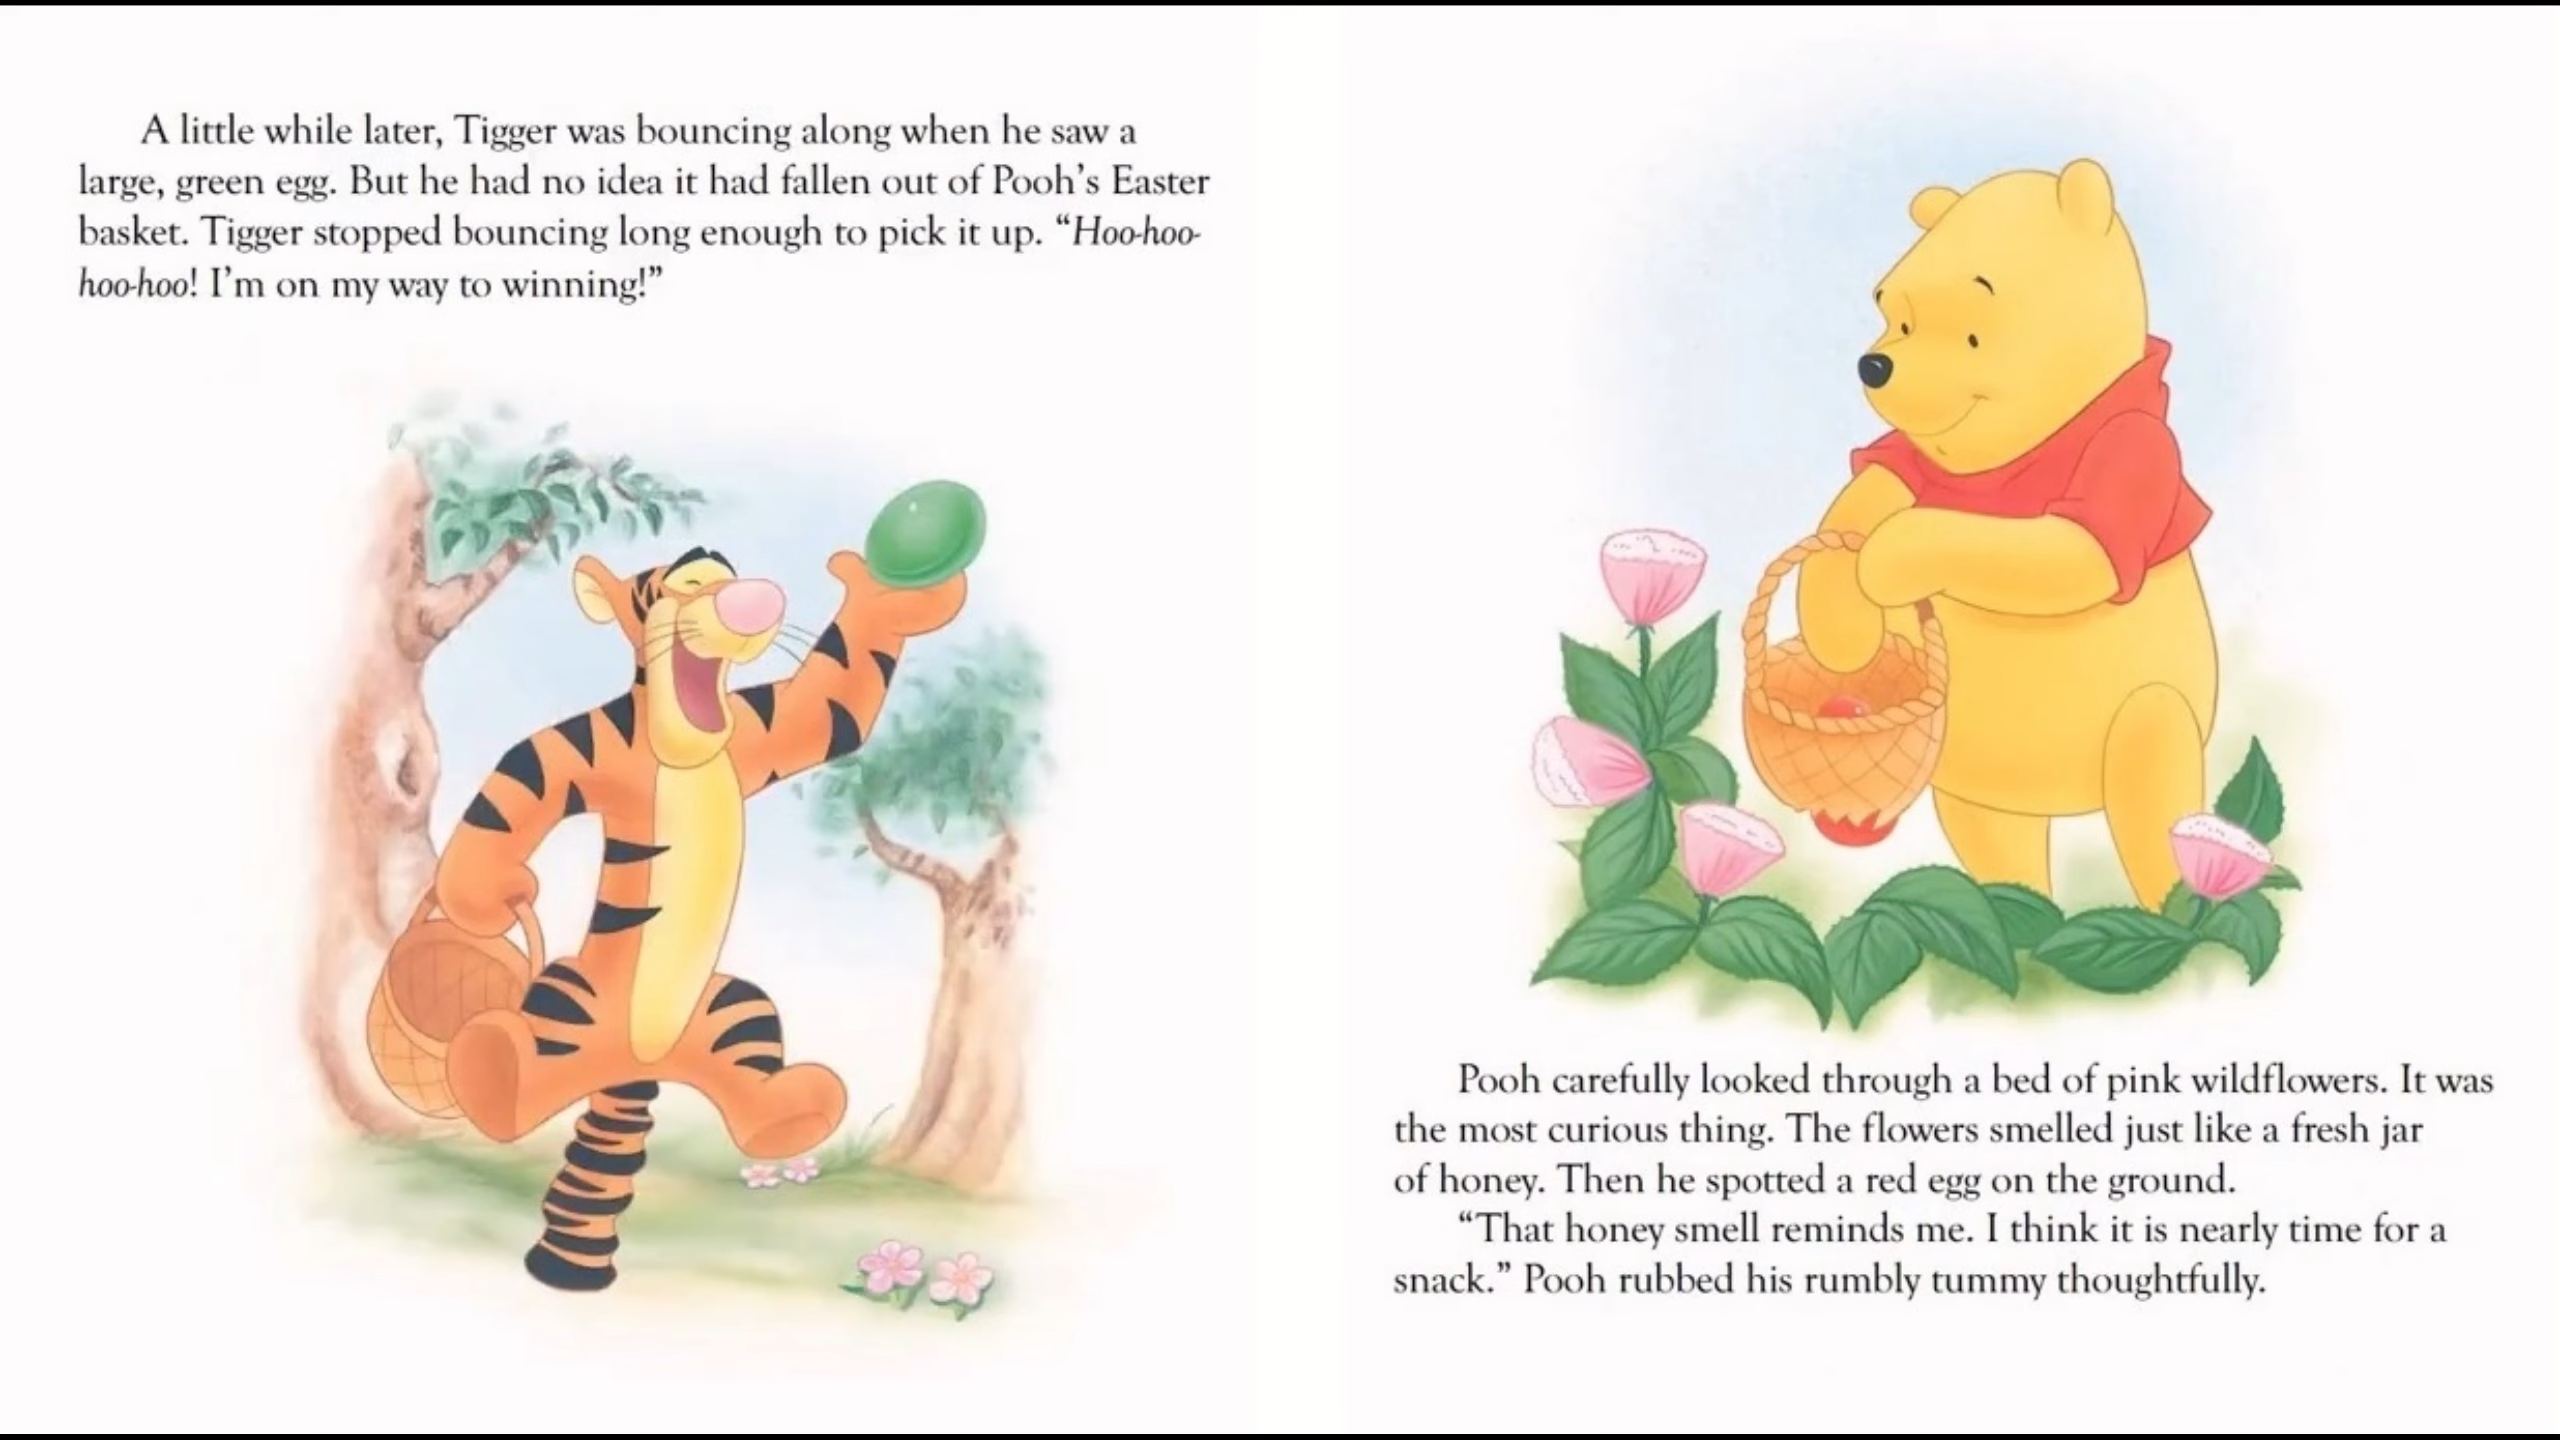 A little while later, Tigger was bouncing along when he saw a
large, green egg. But he had no idea it had fallen out of Pooh’s Easter
basket. Tigger stopped bouncing long enough to pick it up. “Hoo-hoo-
hoo-hoo! I’m on my way to winning!”
Pooh carefully looked through a bed of pink wildflowers. It was
the most curious thing. The flowers smelled just like a fresh jar
of honey. Then he spotted a red egg on the ground.
“That honey smell reminds me. I think it is nearly time for a
snack.” Pooh rubbed his rumbly tummy thoughtfully.